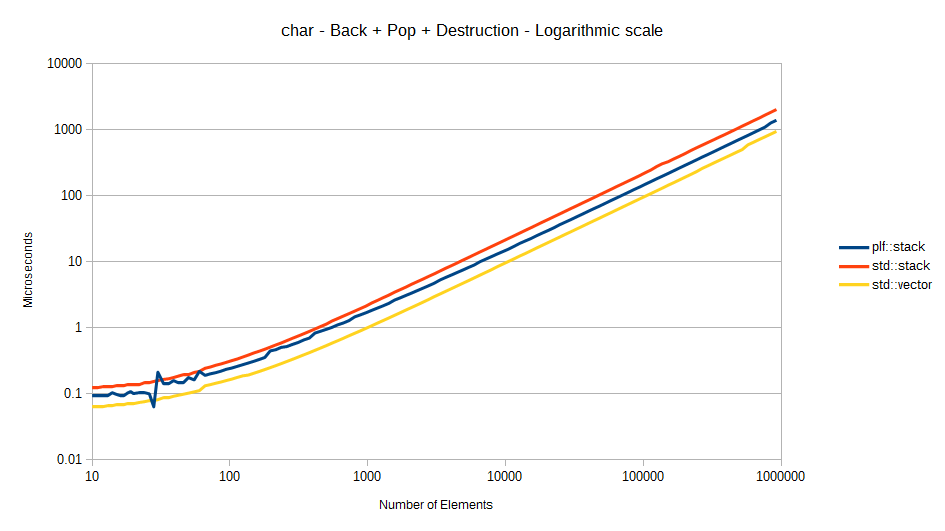 char - Back + Pop + Destruction - Logarithmic scale
10000
1000
100
10
1
0.1
0.01
Microseconds
10
100
1000
10000
100000
1000000
Number of Elements
plf::stack
std::stack
std::vector